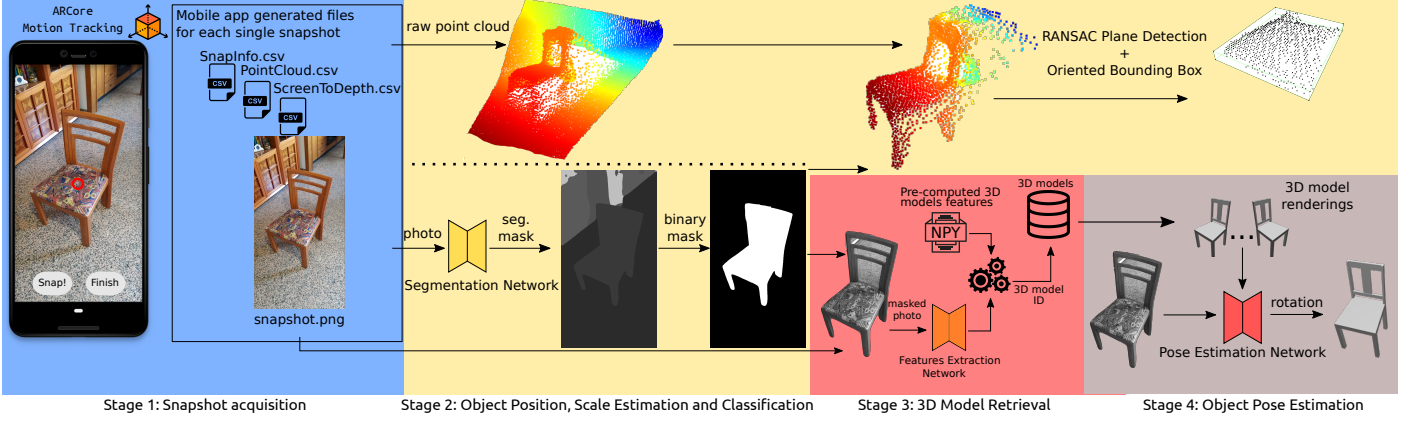 ARCore
Motion Tracking
Mobile app generated files
for each single snapshot
SnapInfo.csv
PointCloud.csv
ScreenToDepth.csv
CSV
CSV
CSV
Snap!
Finish
snapshot.png
raw point cloud
RANSAC Plane Detection
+
Oriented Bounding Box
photo
Segmentation Network
seg.
mask
binary
mask
Pre-computed 3D
models features
NPY
3D models
3D model
ID
masked
photo
Features Extraction
Network
3D model
renderings
...
rotation
Pose Estimation Network
Stage 1: Snapshot acquisition
Stage 2: Object Position, Scale Estimation and Classification
Stage 3: 3D Model Retrieval
Stage 4: Object Pose Estimation